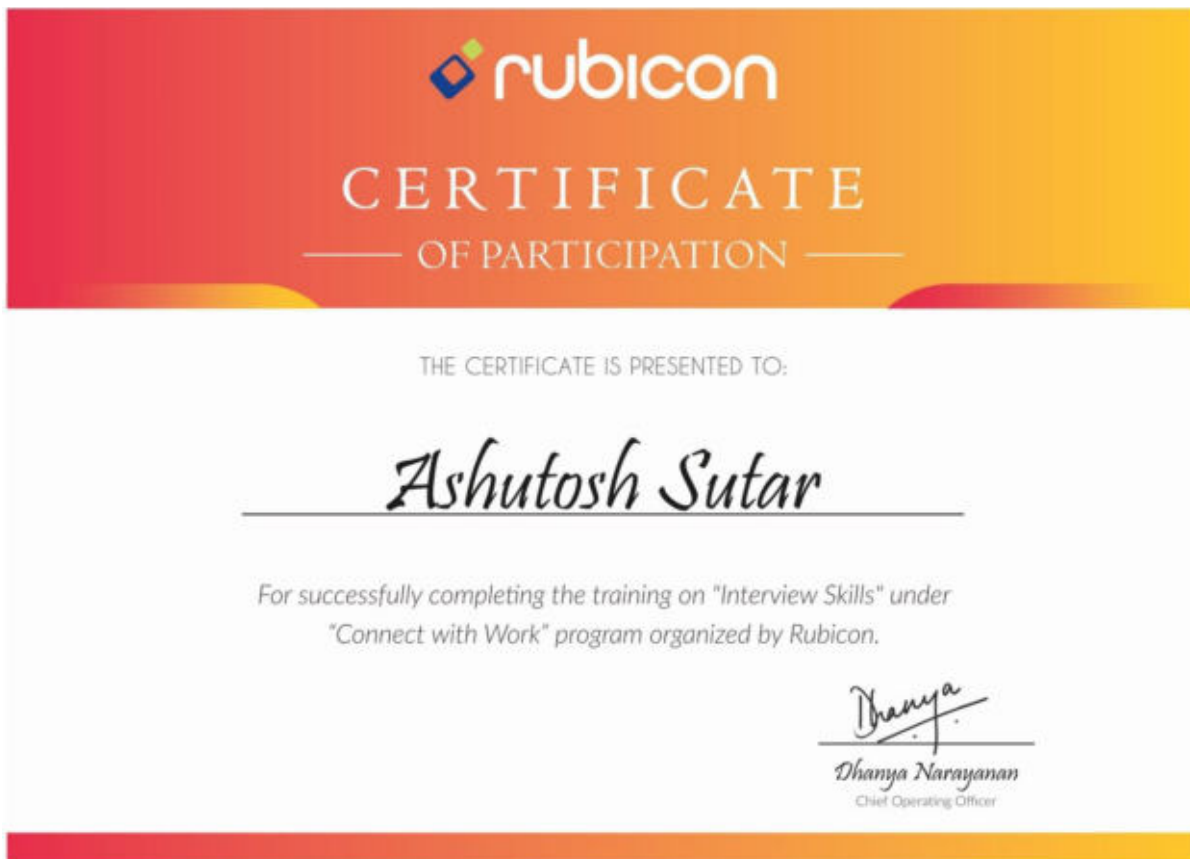 rubicon
CERTIFICATE
OF PARTICIPATION
THE CERTIFICATE IS PRESENTED TO:
Ashutosh Sutar
For successfully completing the training on "Interview Skills" under
"Connect with Work" program organized by Rubicon.
Dhanya
Dhanya Narayanan
Chief Operating Officer